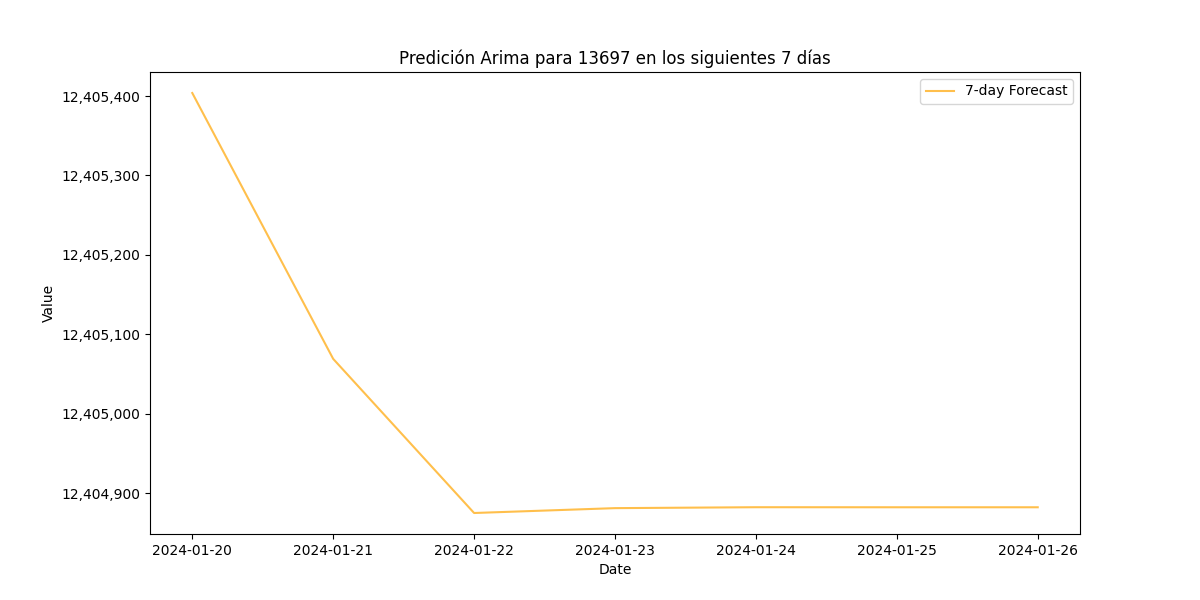 Predición Arima para 13697 en los siguientes 7 días
7-day Forecast
Value
12,405,400
12,405,300
12,405,200
12,405,100
12,405,000
12,404,900
2024-01-20 2024-01-21 2024-01-22 2024-01-23 2024-01-24 2024-01-25 2024-01-26
Date